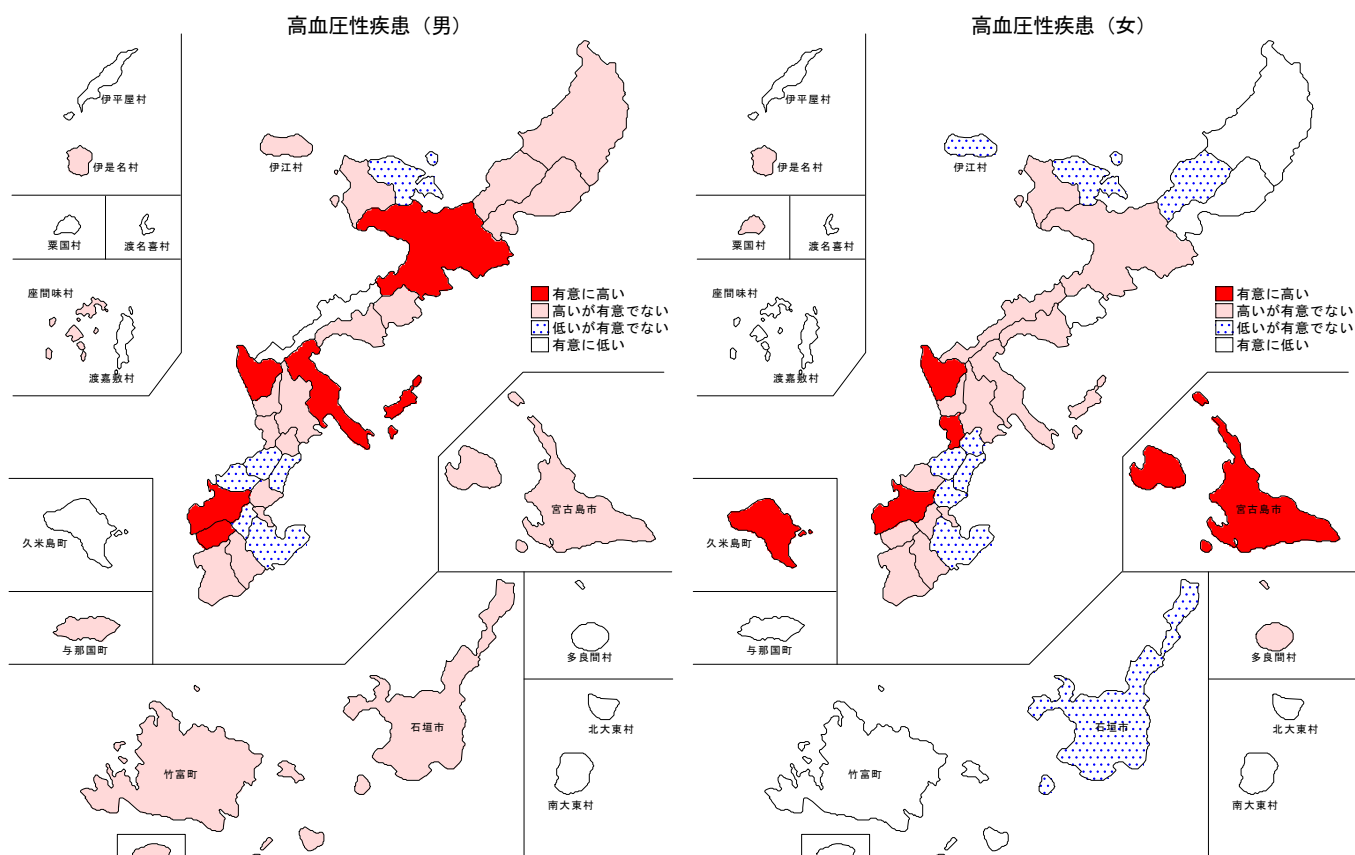 高血圧性疾患（男）
伊平屋村
伊是名村
伊江村
粟国村
渡名喜村
座間味村
渡嘉敷村
有意に高い
高いが有意でない
低いが有意でない
有意に低い
久米島町
宮古島市
与那国町
多良間村
石垣市
北大東村
竹富町
南大東村
高血圧性疾患（女）
伊平屋村
伊是名村
伊江村
粟国村
渡名喜村
座間味村
渡嘉敷村
有意に高い
高いが有意でない
低いが有意でない
有意に低い
久米島町
宮古島市
与那国町
多良間村
石垣市
北大東村
竹富町
南大東村